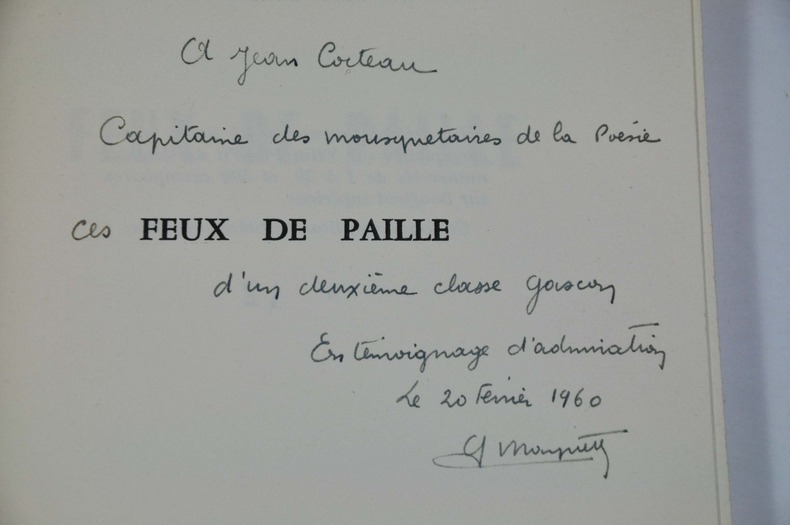 A Jean Cocteau
Capitaine des mousquetaires de la Poésie
ces FEUX DE PAILLE
d'un deuxième classe gascon
En témoignage d'admiration
Le 20 Février 1960